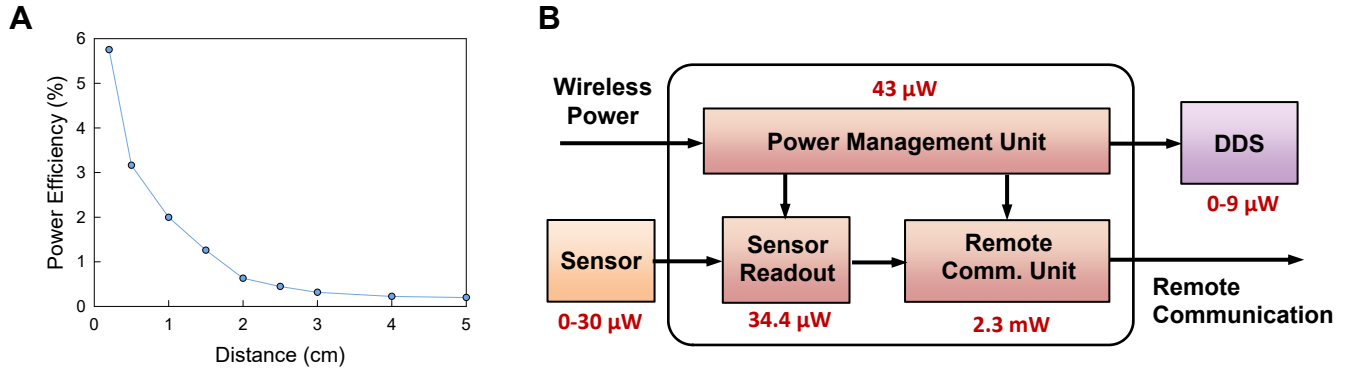 A
6
5
4
3
2
1
0
Power Efficiency (%)
0 1 2 3 4 5
Distance (cm)
B
Wireless
Power
43 µW
Power Management Unit
DDS
0-9 µW
Sensor
0-30 µW
Sensor
Readout
34.4 µW
Remote
Comm. Unit
2.3 mW
Remote
Communication